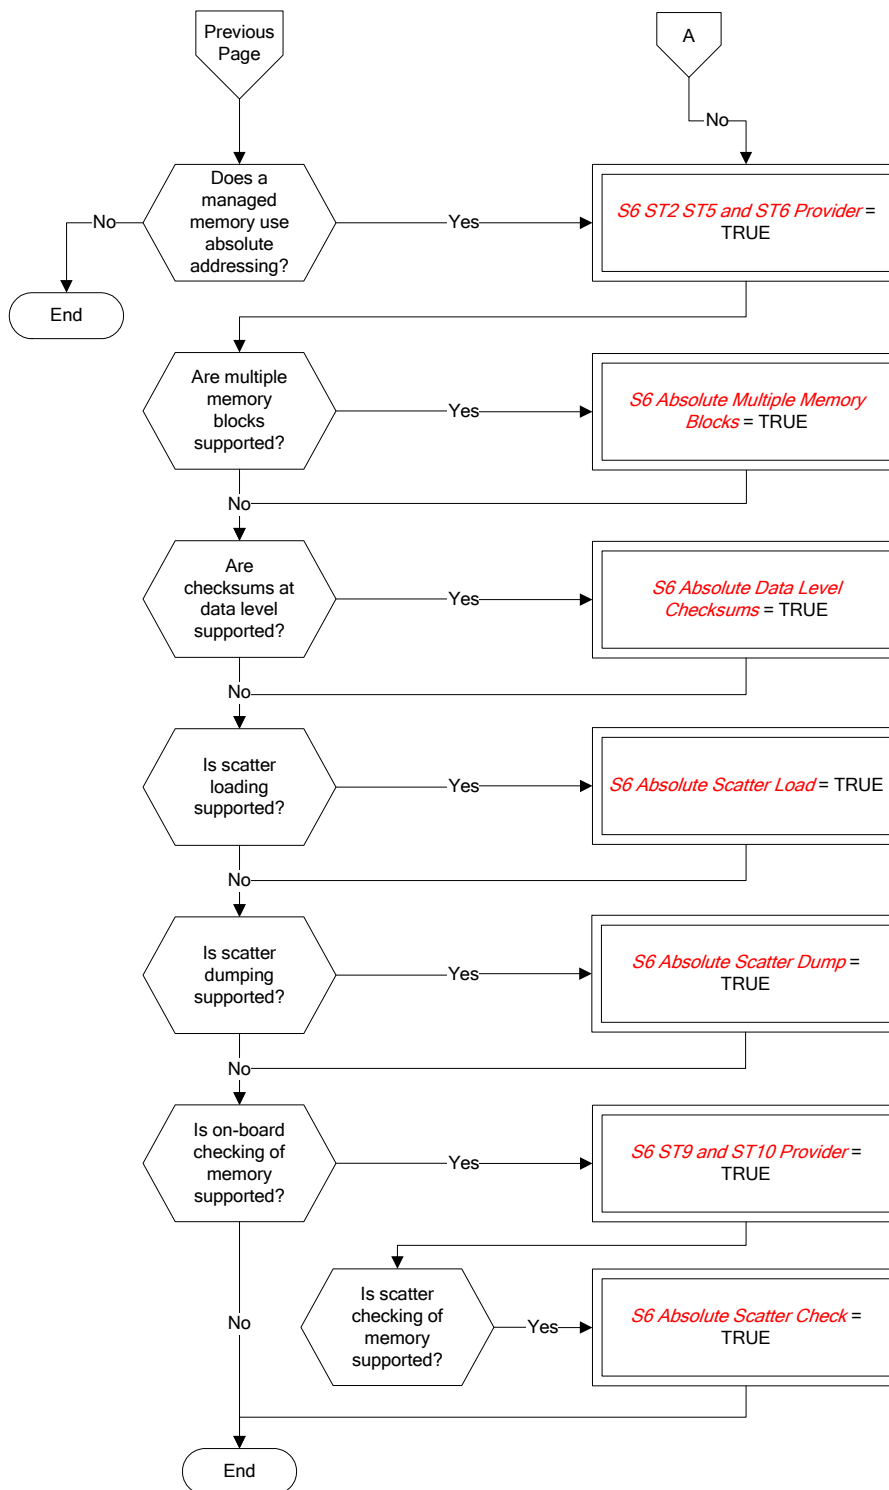 Previous
Page
A
No
Does a
managed
memory use
absolute
addressing?
No
Yes
S6 ST2 ST5 and ST6 Provider =
TRUE
End
Are multiple
memory
blocks
supported?
Yes
S6 Absolute Multiple Memory
Blocks = TRUE
No
Are
checksums at
data level
supported?
Yes
S6 Absolute Data Level
Checksums = TRUE
No
Is scatter
loading
supported?
Yes
S6 Absolute Scatter Load = TRUE
No
Is scatter
dumping
supported?
Yes
S6 Absolute Scatter Dump =
TRUE
No
Is on-board
checking of
memory
supported?
Yes
S6 ST9 and ST10 Provider =
TRUE
No
Is scatter
checking of
memory
supported?
Yes
S6 Absolute Scatter Check =
TRUE
End